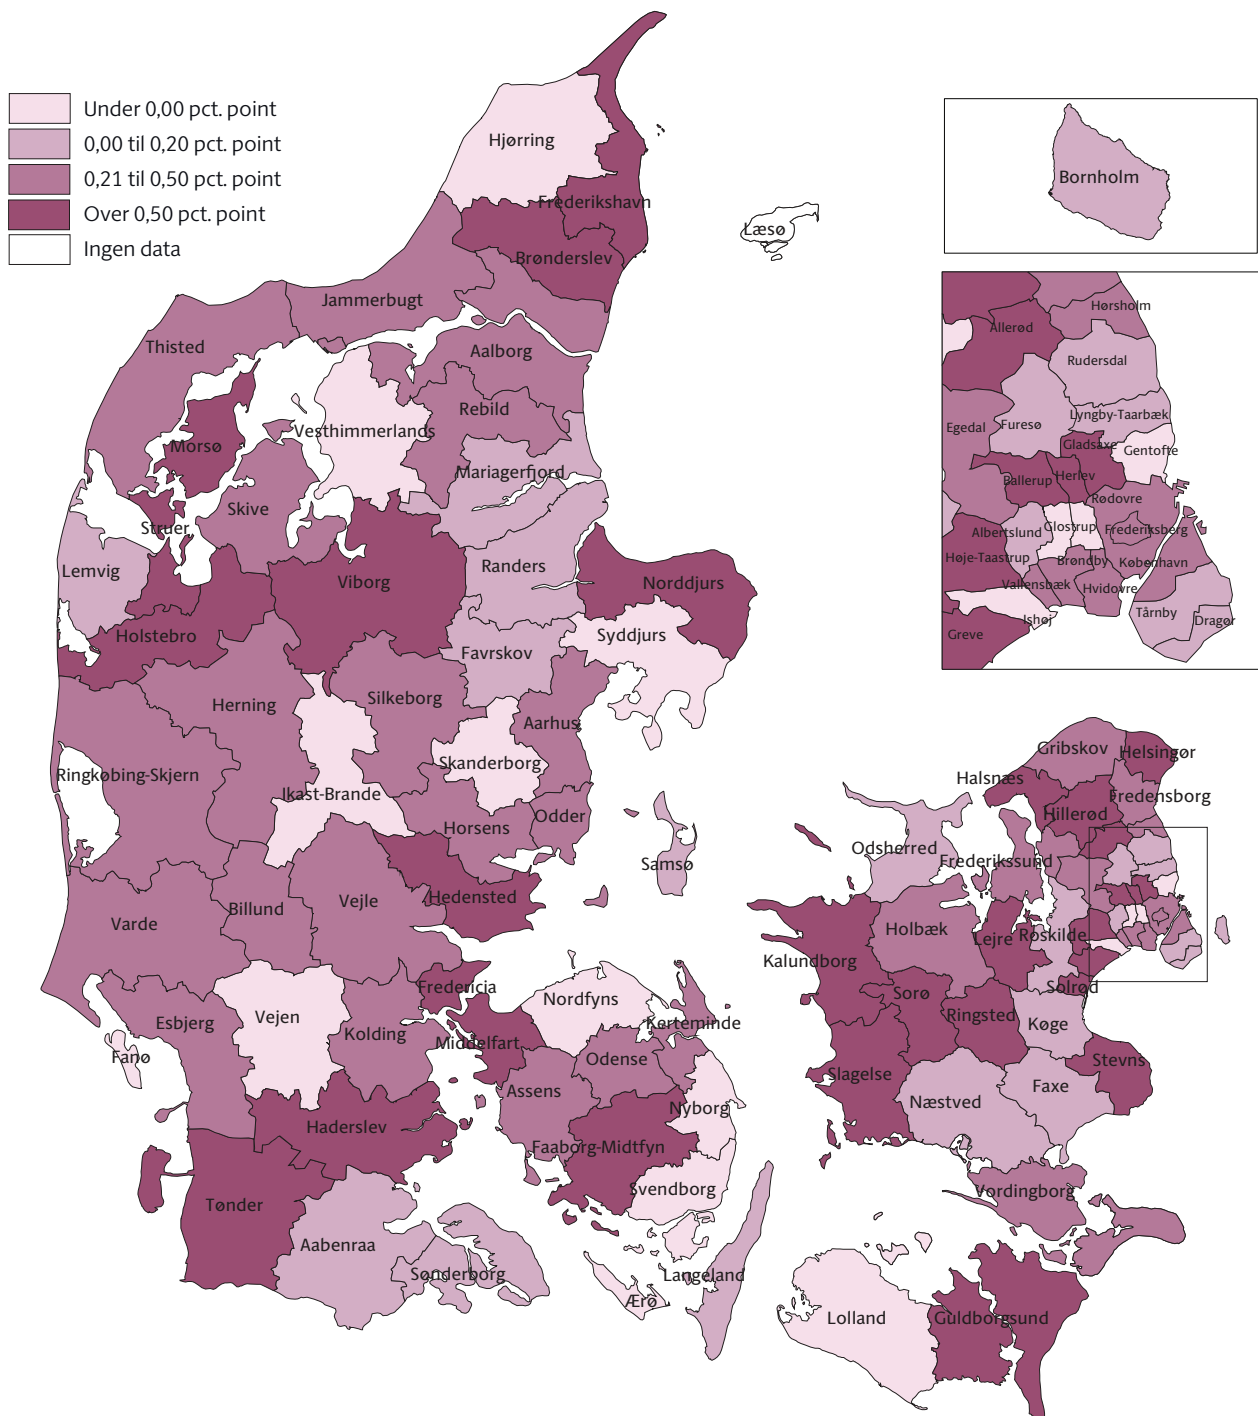 Under 0,00 pct. point
0,00 til 0,20 pct. point
0,21 til 0,50 pct. point
Over 0,50 pct. point
Ingen data
Hjørring
Frederikshavn
Læsø
Brønderslev
Jammerbugt
Thisted
Aalborg
Rebild
Vesthimmerlands
Morsø
Mariagerfjord
Skive
Struer
Lemvig
Viborg
Randers
Norddjurs
Holstebro
Syddjurs
Favrskov
Herning
Silkeborg
Aarhus
Skanderborg
Ringkøbing-Skjern
Ikast-Brande
Horsens
Odder
Samsø
Hedensted
Vejle
Billund
Varde
Fredericia
Vejen
Esbjerg
Kolding
Middelfart
Nordfyns
Kerteminde
Fanø
Odense
Assens
Nyborg
Haderslev
Faaborg-Midtfyn
Svendborg
Tønder
Aabenraa
Sønderborg
Langeland
Ærø
Bornholm
Hørsholm
Allerød
Rudersdal
Lyngby-Taarbæk
Egedal
Furesø
Gladsaxe
Gentofte
Ballerup
Herlev
Rødovre
Albertslund
Glostrup
Frederiksberg
Høje-Taastrup
Brøndby
København
Vallensbæk
Hvidovre
Ishøj
Tårnby
Dragør
Greve
Gribskov
Helsingør
Halsnæs
Fredensborg
Hillerød
Odsherred
Frederikssund
Holbæk
Lejre
Roskilde
Kalundborg
Solrød
Sorø
Ringsted
Køge
Stevns
Slagelse
Faxe
Næstved
Vordingborg
Lolland
Guldborgsund